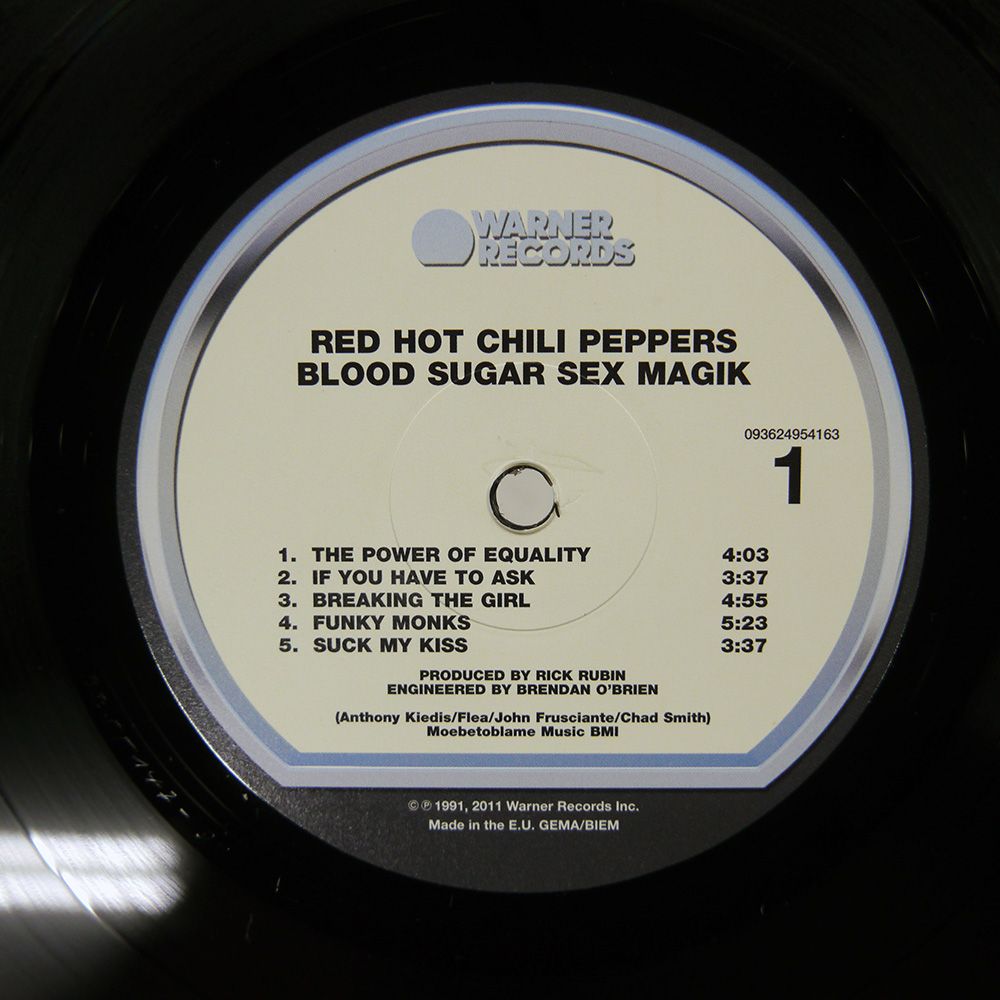 WARNER
RECORDS
RED HOT CHILI PEPPERS
BLOOD SUGAR SEX MAGIK
093624954163
1
1. THE POWER OF EQUALITY 4:03
2. IF YOU HAVE TO ASK 3:37
3. BREAKING THE GIRL 4:55
4. FUNKY MONKS 5:23
5. SUCK MY KISS 3:37
PRODUCED BY RICK RUBIN
ENGINEERED BY BRENDAN O'BRIEN
(Anthony Kiedis/Flea/John Frusciante/Chad Smith)
Moebetoblame Music BMI
© ℗ 1991, 2011 Warner Records Inc.
Made in the E.U. GEMA/BIEM